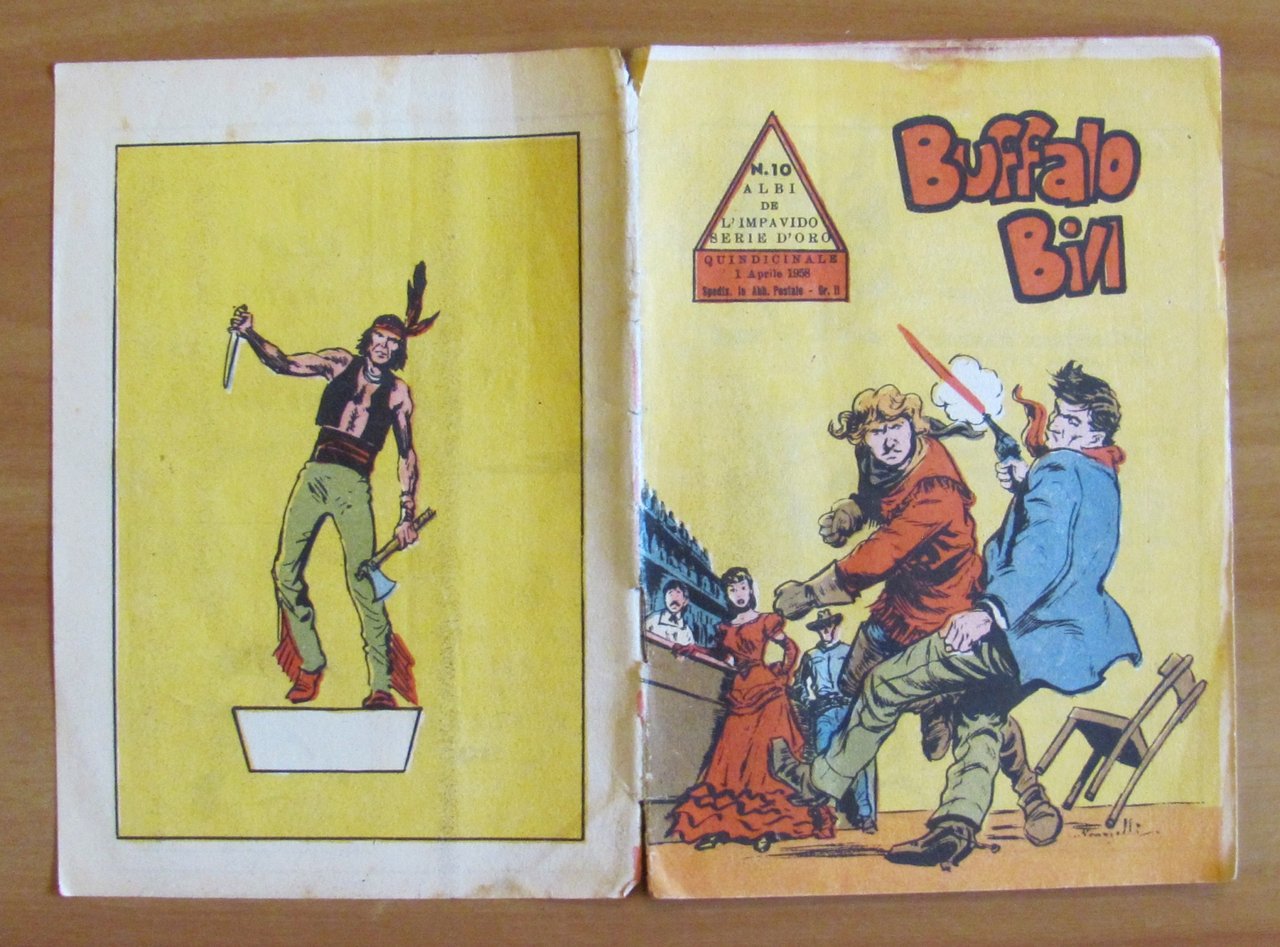 N.10
ALBI
DE
L'IMPAVIDO
SERIE D'ORO
QUINDICINALE
1 Aprile 1958
Spediz. in Abb. Postale - Gr. II
Buffalo
Bill